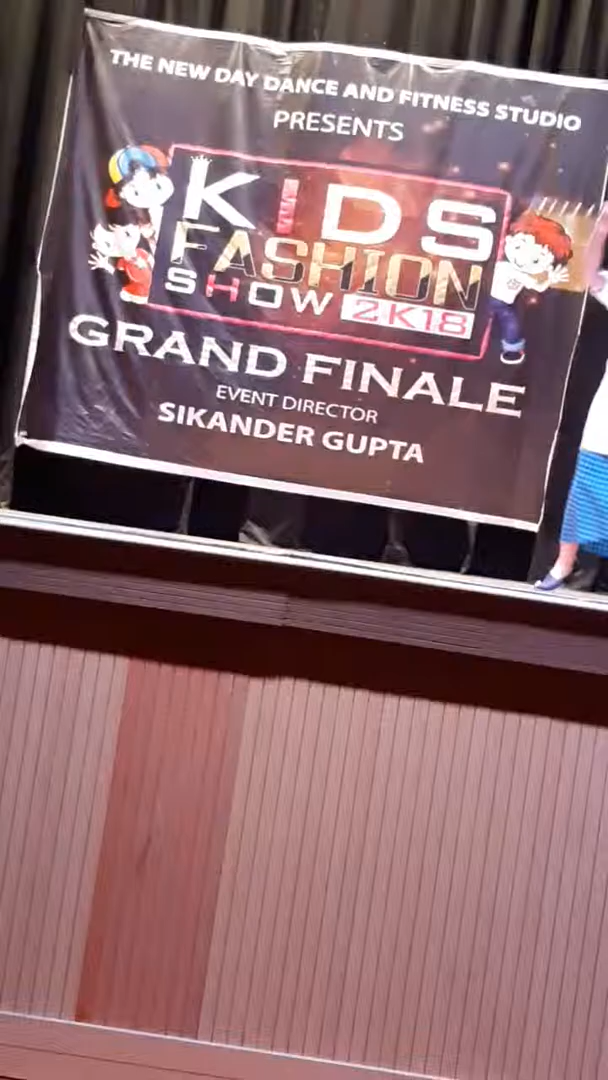 THE NEW DAY DANCE AND FITNESS STUDIO
PRESENTS
KIDS
FASHION
SHOW 2K18
GRAND FINALE
EVENT DIRECTOR
SIKANDER GUPTA